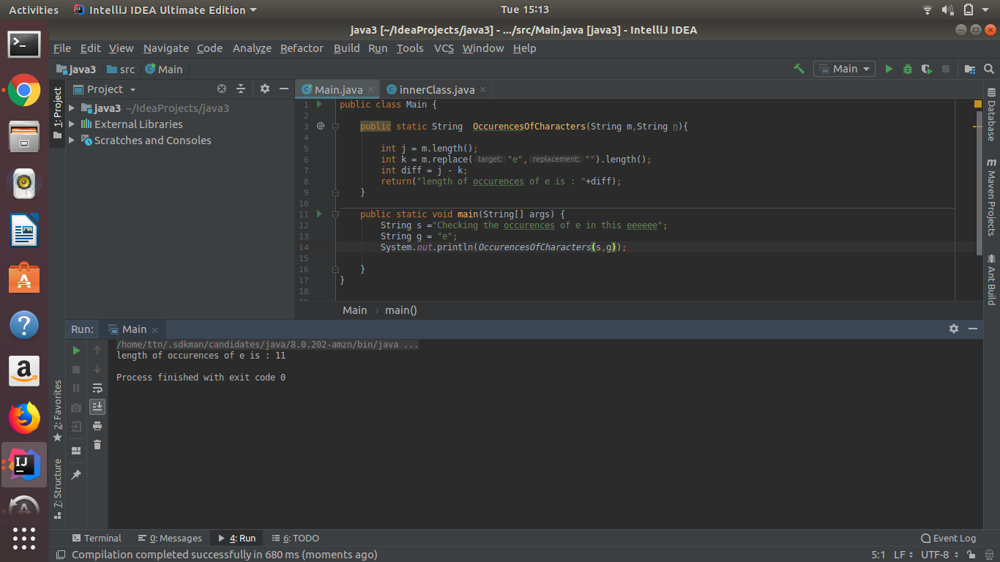 Activities IntelliJ IDEA Ultimate Edition Tue 15:13
java3 [~/IdeaProjects/java3] - .../src/Main.java [java3] - IntelliJ IDEA
File Edit View Navigate Code Analyze Refactor Build Run Tools VCS Window Help
java3 src Main Main
1: Project
Project
java3 ~/IdeaProjects/java3
External Libraries
Scratches and Consoles
Main.java innerClass.java
1 public class Main {
2
3 @ public static String OccurencesOfCharacters(String m,String n){
4
5 int j = m.length();
6 int k = m.replace( target: "e", replacement: "").length();
7 int diff = j - k;
8 return("length of occurences of e is : "+diff);
9 }
10
11 public static void main(String[] args) {
12 String s ="Checking the occurences of e in this eeeeee";
13 String g = "e";
14 System.out.println(OccurencesOfCharacters(s,g));
15
16 }
17 }
18
Main › main()
Database
m Maven Projects
Ant Build
Run: Main
/home/ttn/.sdkman/candidates/java/8.0.202-amzn/bin/java ...
length of occurences of e is : 11
Process finished with exit code 0
2: Favorites
7: Structure
a
IJ
A
Terminal 0: Messages 4: Run 6: TODO Event Log
Compilation completed successfully in 680 ms (moments ago) 5:1 LF UTF-8